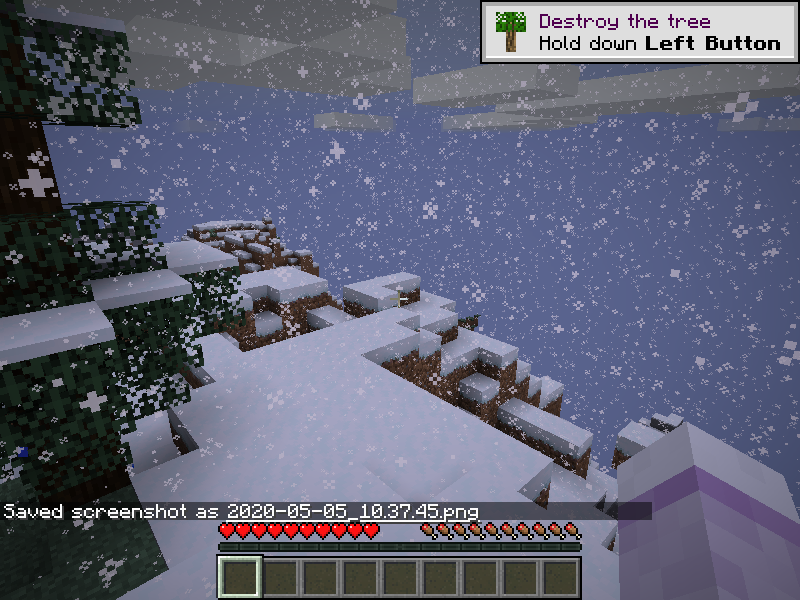 Destroy the tree
Hold down Left Button
Saved screenshot as 2020-05-05_10.37.45.png